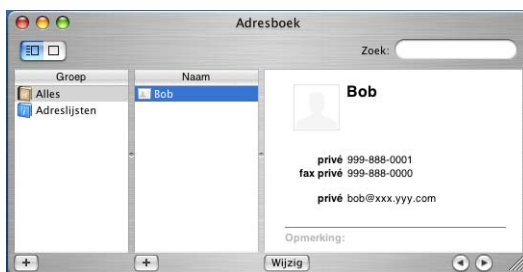 Adresboek
Zoek:
Groep
Naam
Alles
Adreslijsten
Bob
Bob
privé 999-888-0001
fax privé 999-888-0000
privé bob@xxx.yyy.com
Opmerking:
+
+
Wijzig